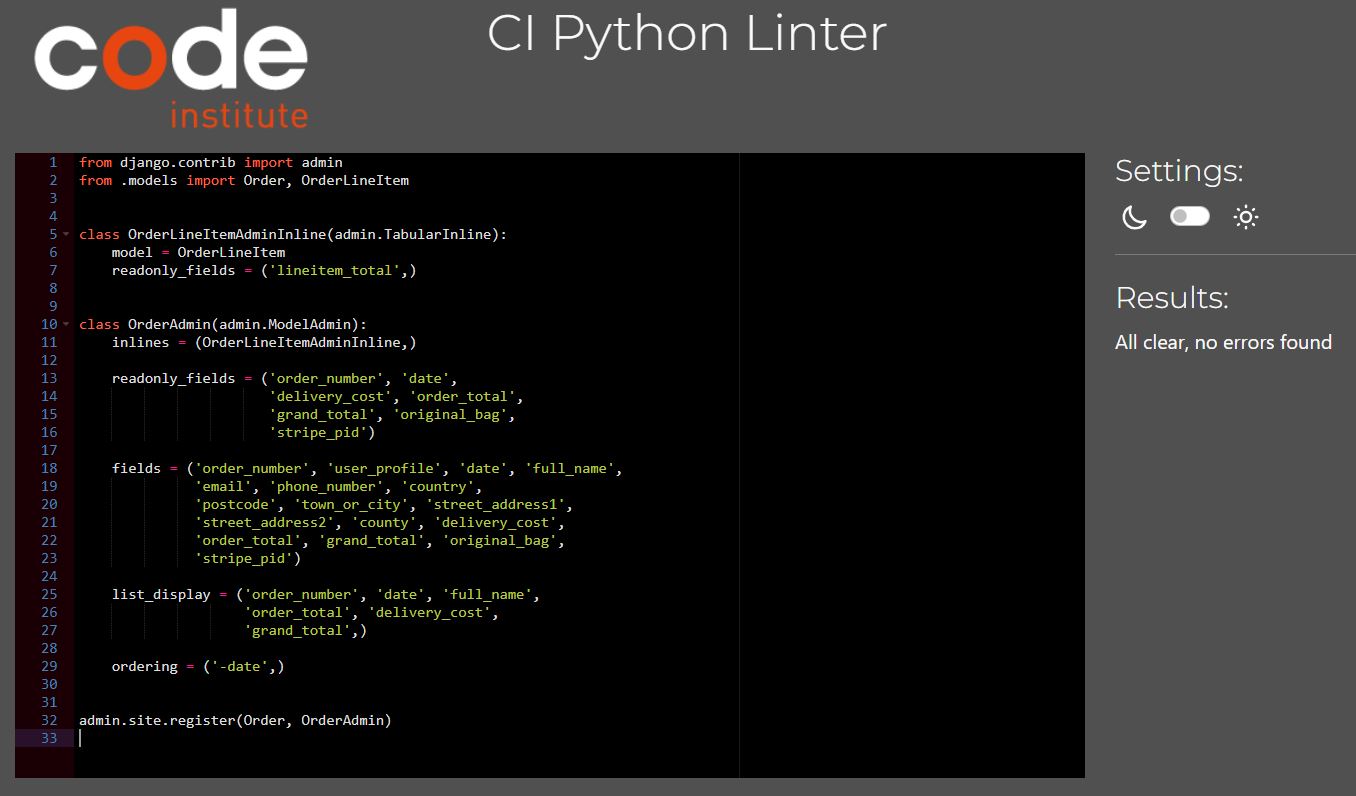 code
institute
CI Python Linter
1 from django.contrib import admin
2 from .models import Order, OrderLineItem
3
4
5 class OrderLineItemAdminInline(admin.TabularInline):
6     model = OrderLineItem
7     readonly_fields = ('lineitem_total',)
8
9
10 class OrderAdmin(admin.ModelAdmin):
11     inlines = (OrderLineItemAdminInline,)
12
13     readonly_fields = ('order_number', 'date',
14                        'delivery_cost', 'order_total',
15                        'grand_total', 'original_bag',
16                        'stripe_pid')
17
18     fields = ('order_number', 'user_profile', 'date', 'full_name',
19               'email', 'phone_number', 'country',
20               'postcode', 'town_or_city', 'street_address1',
21               'street_address2', 'county', 'delivery_cost',
22               'order_total', 'grand_total', 'original_bag',
23               'stripe_pid')
24
25     list_display = ('order_number', 'date', 'full_name',
26                     'order_total', 'delivery_cost',
27                     'grand_total',)
28
29     ordering = ('-date',)
30
31
32 admin.site.register(Order, OrderAdmin)
33
Settings:
Results:
All clear, no errors found